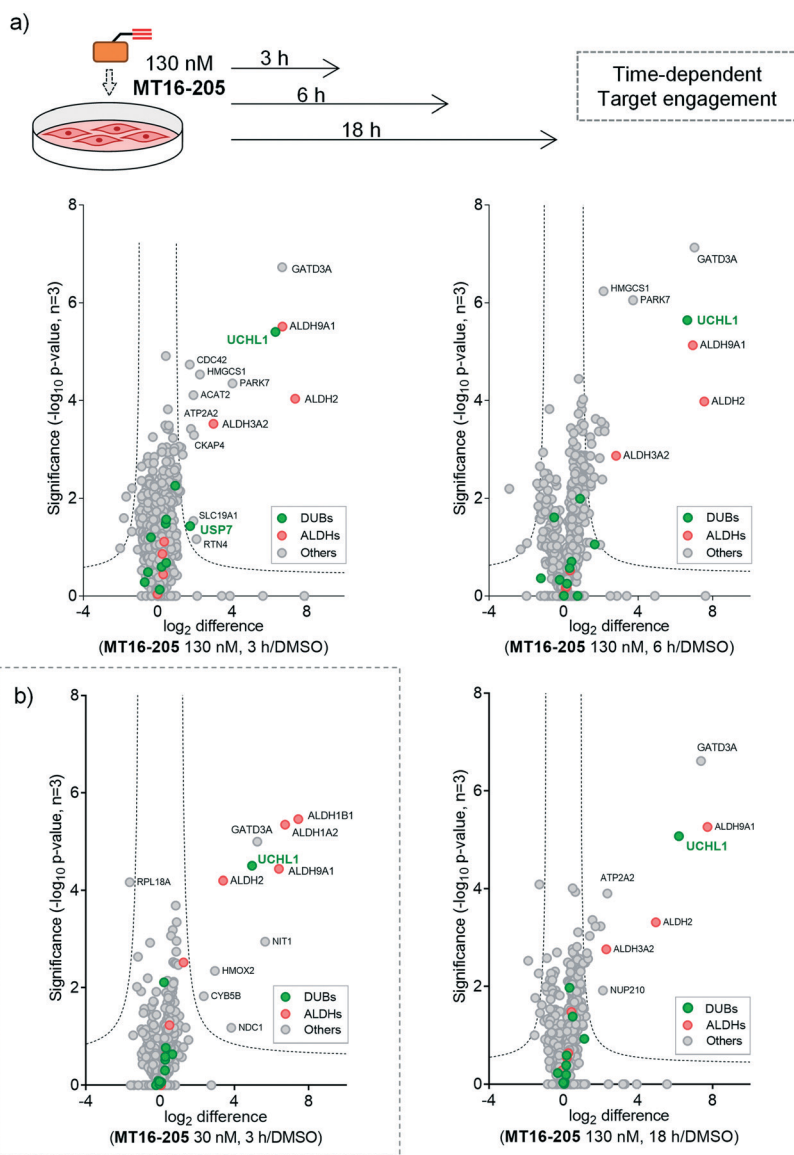 a)
130 nM
MT16-205
3 h
6 h
18 h
Time-dependent
Target engagement
8
6
4
2
0
-4
0
4
8
Significance (-log10 p-value, n=3)
GATD3A
ALDH9A1
UCHL1
CDC42
HMGCS1
PARK7
ACAT2
ALDH2
ATP2A2
ALDH3A2
CKAP4
SLC19A1
USP7
RTN4
DUBs
ALDHs
Others
log2 difference
(MT16-205 130 nM, 3 h/DMSO)
8
6
4
2
0
-4
0
4
8
Significance (-log10 p-value, n=3)
GATD3A
HMGCS1
PARK7
UCHL1
ALDH9A1
ALDH2
ALDH3A2
DUBs
ALDHs
Others
log2 difference
(MT16-205 130 nM, 6 h/DMSO)
b)
8
6
4
2
0
-4
0
4
8
Significance (-log10 p-value, n=3)
ALDH1B1
ALDH1A2
GATD3A
UCHL1
ALDH9A1
ALDH2
RPL18A
NIT1
HMOX2
CYB5B
NDC1
DUBs
ALDHs
Others
log2 difference
(MT16-205 30 nM, 3 h/DMSO)
8
6
4
2
0
-4
0
4
8
Significance (-log10 p-value, n=3)
GATD3A
ALDH9A1
UCHL1
ATP2A2
ALDH2
ALDH3A2
NUP210
DUBs
ALDHs
Others
log2 difference
(MT16-205 130 nM, 18 h/DMSO)